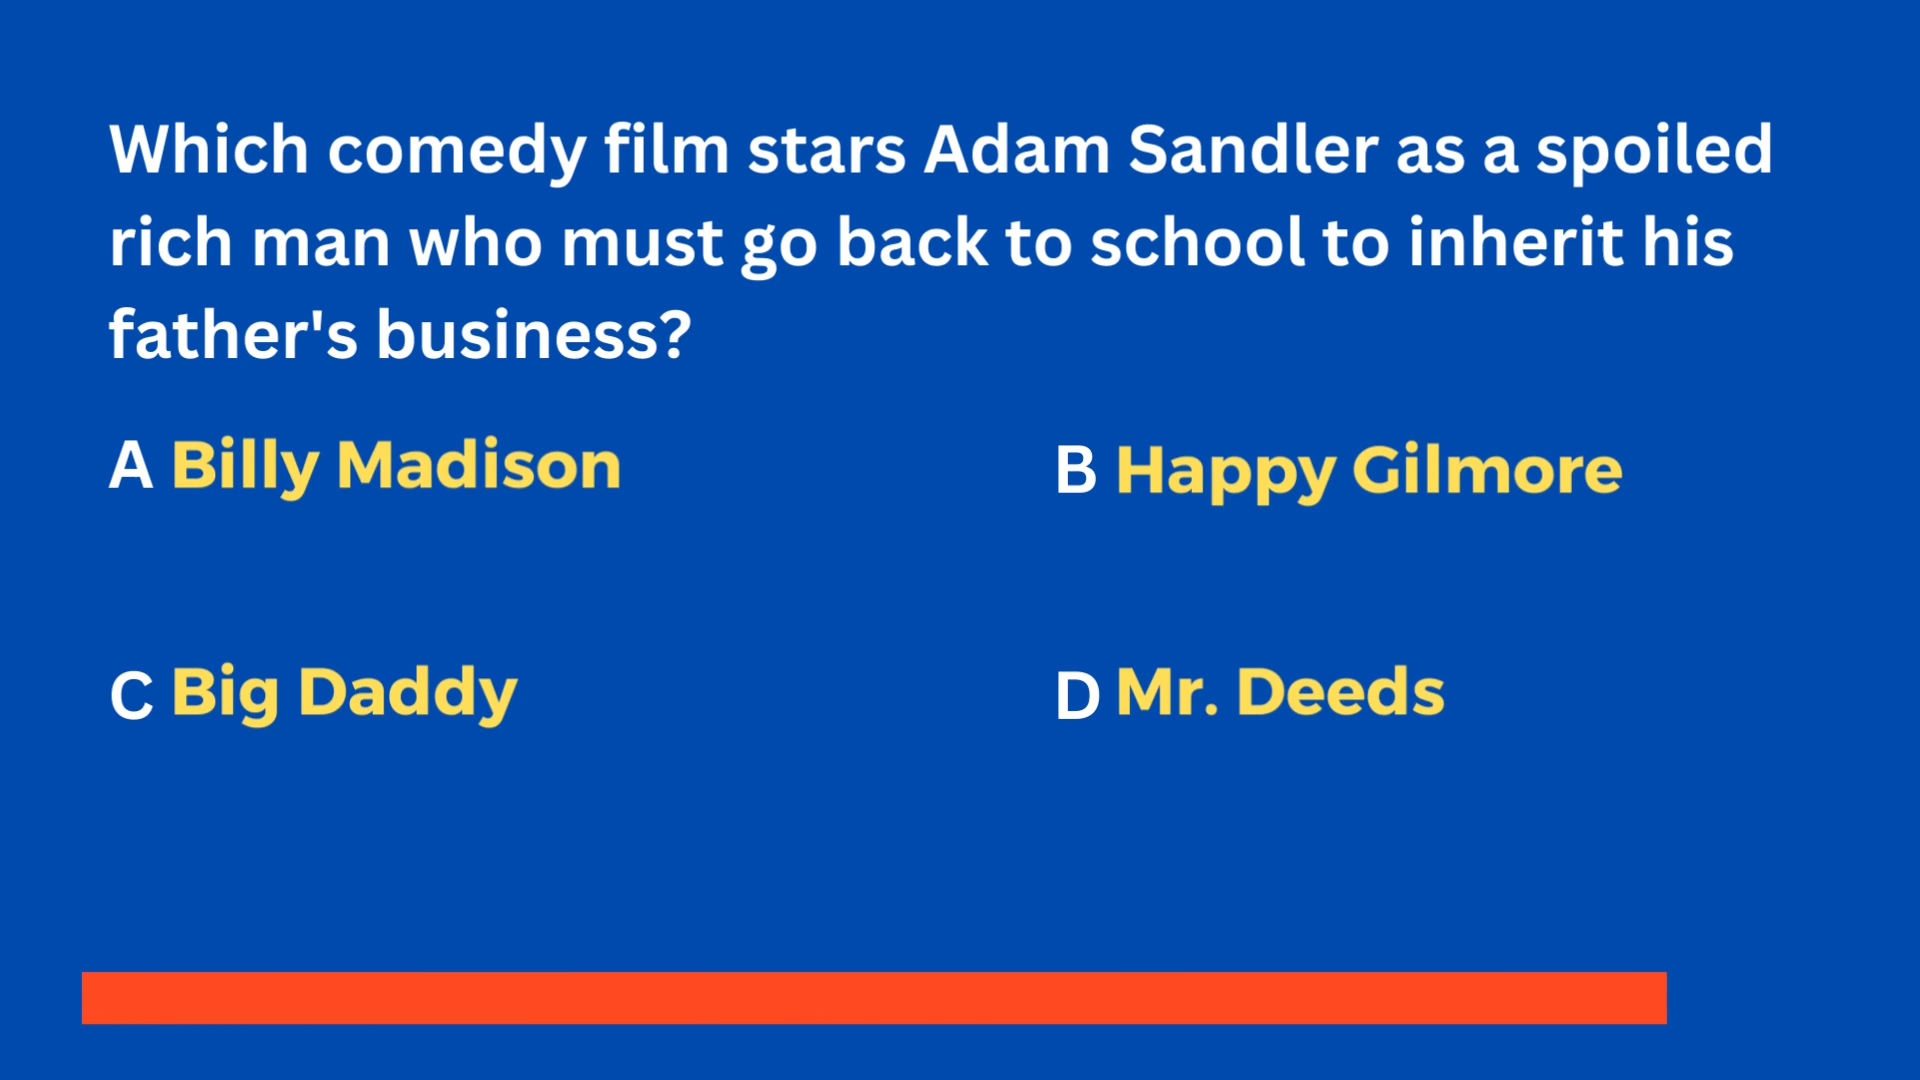 Which comedy film stars Adam Sandler as a spoiled
rich man who must go back to school to inherit his
father's business?
A Billy Madison
B Happy Gilmore
C Big Daddy
D Mr. Deeds